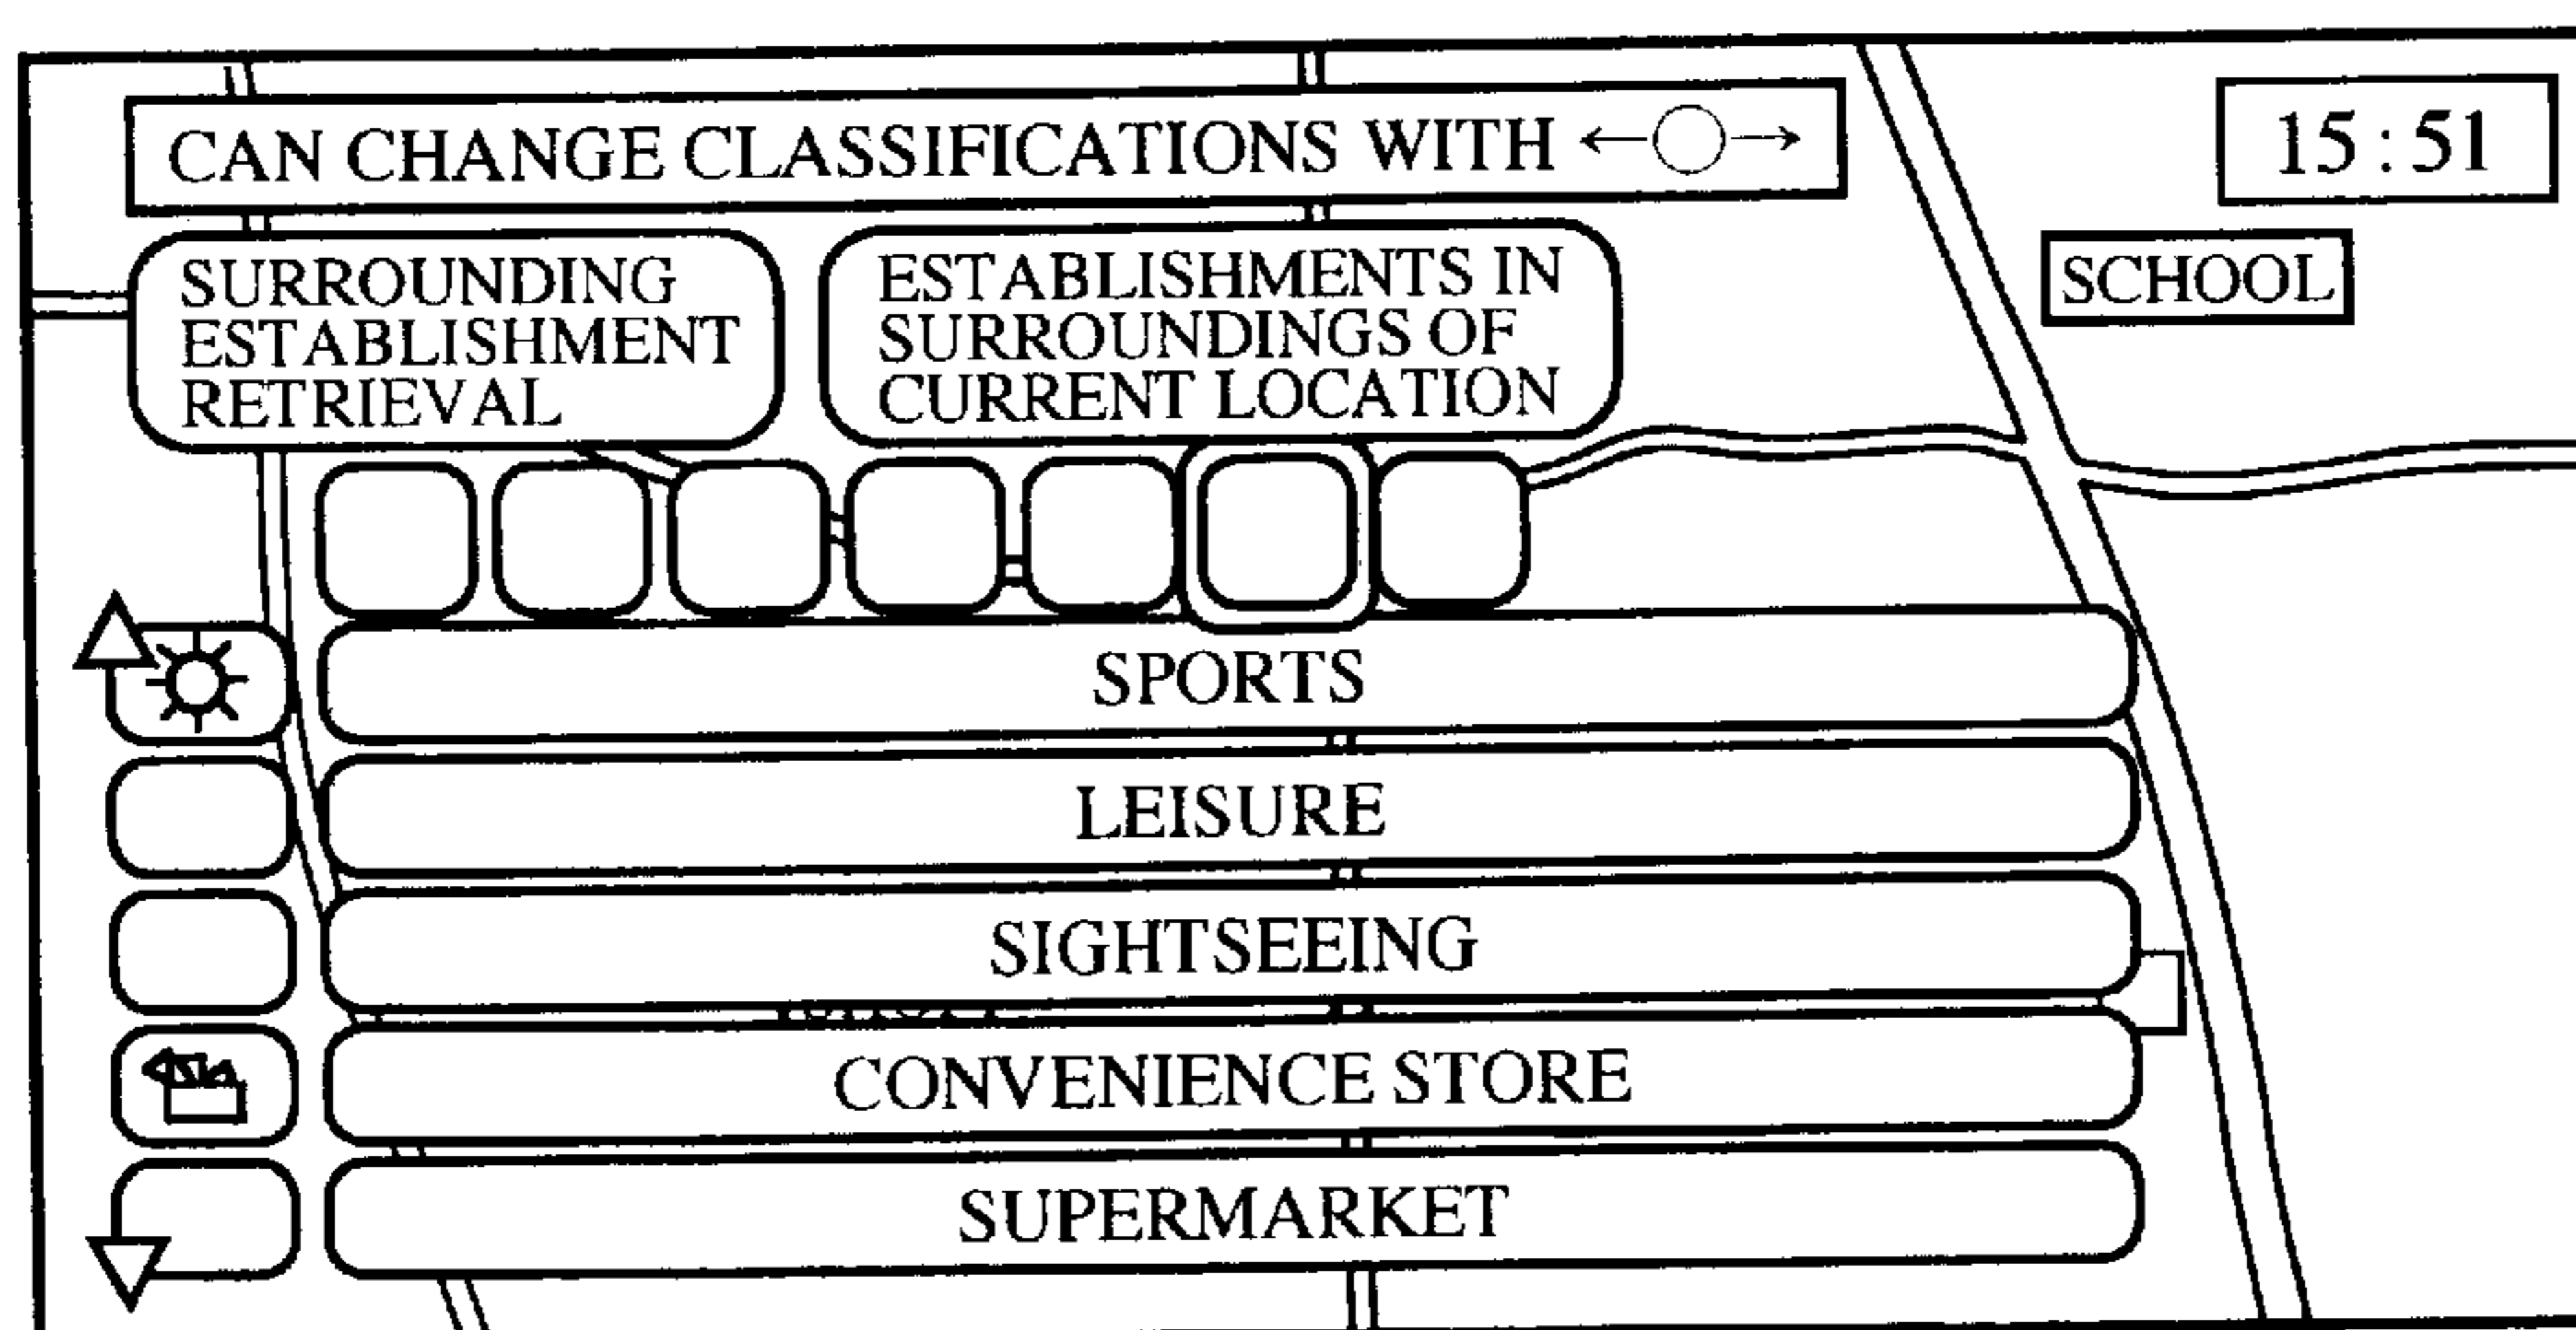 CAN CHANGE CLASSIFICATIONS WITH ←○→
15:51
SURROUNDING
ESTABLISHMENT
RETRIEVAL
ESTABLISHMENTS IN
SURROUNDINGS OF
CURRENT LOCATION
SCHOOL
SPORTS
LEISURE
SIGHTSEEING
CONVENIENCE STORE
SUPERMARKET